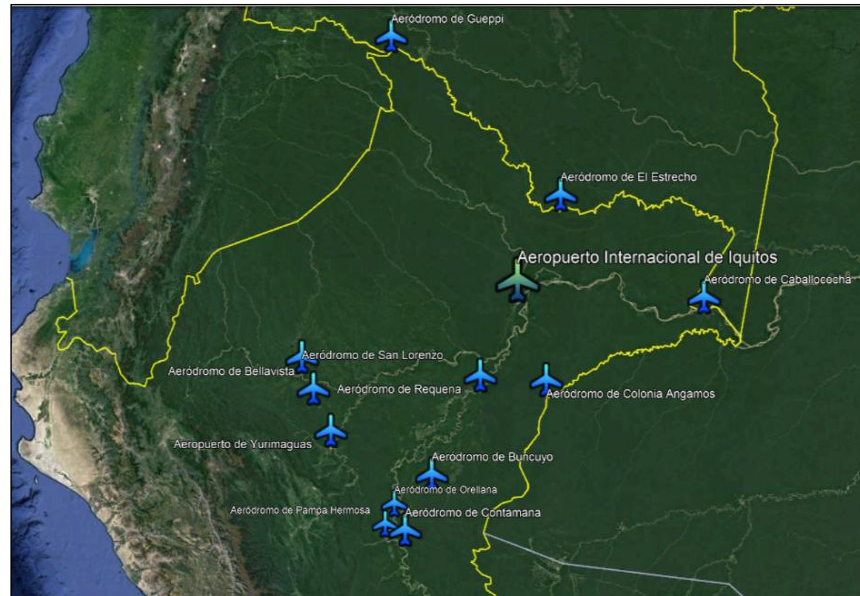 Aeródromo de Gueppi
Aeródromo de El Estrecho
Aeropuerto Internacional de Iquitos
Aeródromo de Caballococha
Aeródromo de San Lorenzo
Aeródromo de Bellavista
Aeródromo de Requena
Aeródromo de Colonia Angamos
Aeropuerto de Yurimaguas
Aeródromo de Buncuyo
Aeródromo de Orellana
Aeródromo de Pampa Hermosa
Aeródromo de Contamana